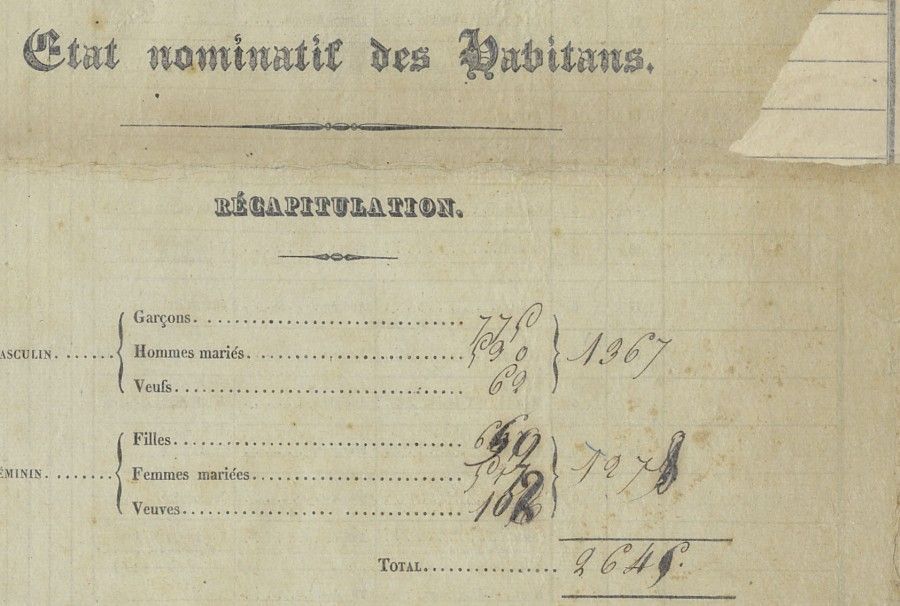 Etat nominatif des Habitans.
RÉCAPITULATION.
Garçons 775
ASCULIN Hommes mariés 530 1367
Veufs 62
Filles
ÉMININ Femmes mariées 1278
Veuves 102
TOTAL 2645.